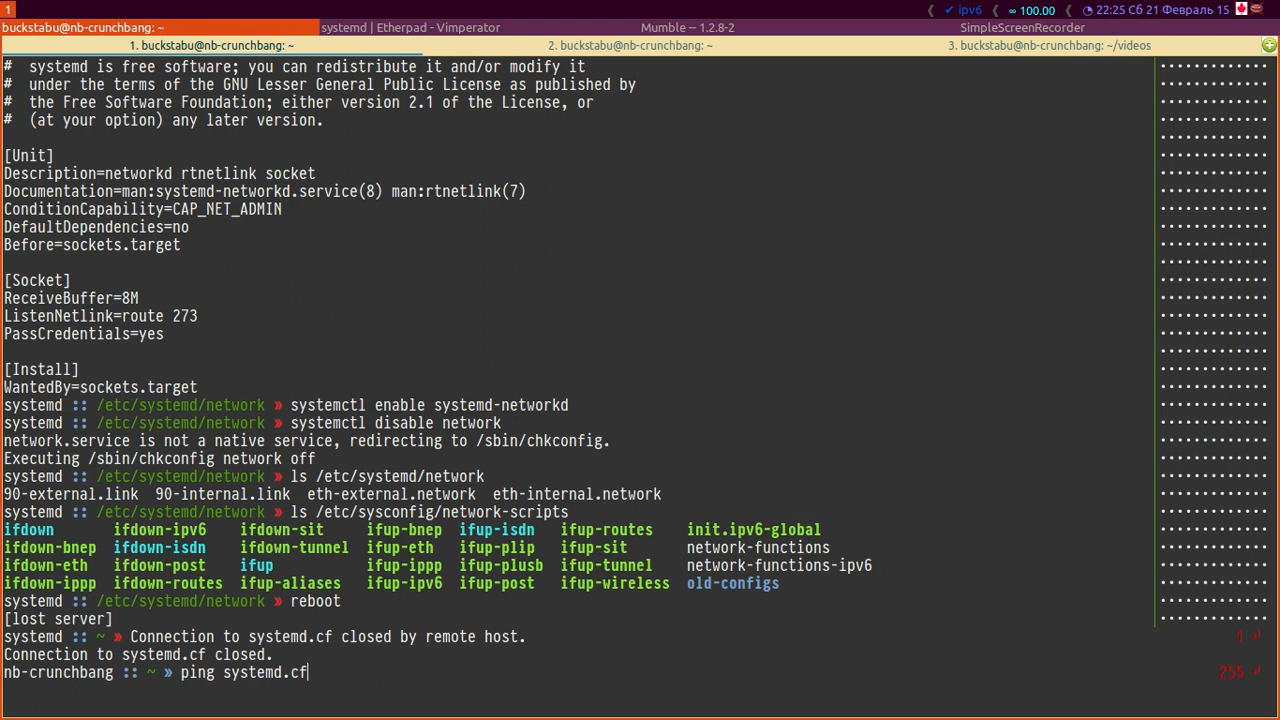 1 ipv6 ∞ 100.00 22:25 Сб 21 Февраль 15
buckstabu@nb-crunchbang: ~ systemd | Etherpad - Vimperator Mumble -- 1.2.8-2 SimpleScreenRecorder
1. buckstabu@nb-crunchbang: ~ 2. buckstabu@nb-crunchbang: ~ 3. buckstabu@nb-crunchbang: ~/videos
#  systemd is free software; you can redistribute it and/or modify it
#  under the terms of the GNU Lesser General Public License as published by
#  the Free Software Foundation; either version 2.1 of the License, or
#  (at your option) any later version.
[Unit]
Description=networkd rtnetlink socket
Documentation=man:systemd-networkd.service(8) man:rtnetlink(7)
ConditionCapability=CAP_NET_ADMIN
DefaultDependencies=no
Before=sockets.target
[Socket]
ReceiveBuffer=8M
ListenNetlink=route 273
PassCredentials=yes
[Install]
WantedBy=sockets.target
systemd :: /etc/systemd/network » systemctl enable systemd-networkd
systemd :: /etc/systemd/network » systemctl disable network
network.service is not a native service, redirecting to /sbin/chkconfig.
Executing /sbin/chkconfig network off
systemd :: /etc/systemd/network » ls /etc/systemd/network
90-external.link  90-internal.link  eth-external.network  eth-internal.network
systemd :: /etc/systemd/network » ls /etc/sysconfig/network-scripts
ifdown ifdown-ipv6 ifdown-sit ifup-bnep ifup-isdn ifup-routes init.ipv6-global
ifdown-bnep ifdown-isdn ifdown-tunnel ifup-eth ifup-plip ifup-sit network-functions
ifdown-eth ifdown-post ifup ifup-ippp ifup-plusb ifup-tunnel network-functions-ipv6
ifdown-ippp ifdown-routes ifup-aliases ifup-ipv6 ifup-post ifup-wireless old-configs
systemd :: /etc/systemd/network » reboot
[lost server]
systemd :: ~ » Connection to systemd.cf closed by remote host. 1 ↵
Connection to systemd.cf closed.
nb-crunchbang :: ~ » ping systemd.cf 255 ↵